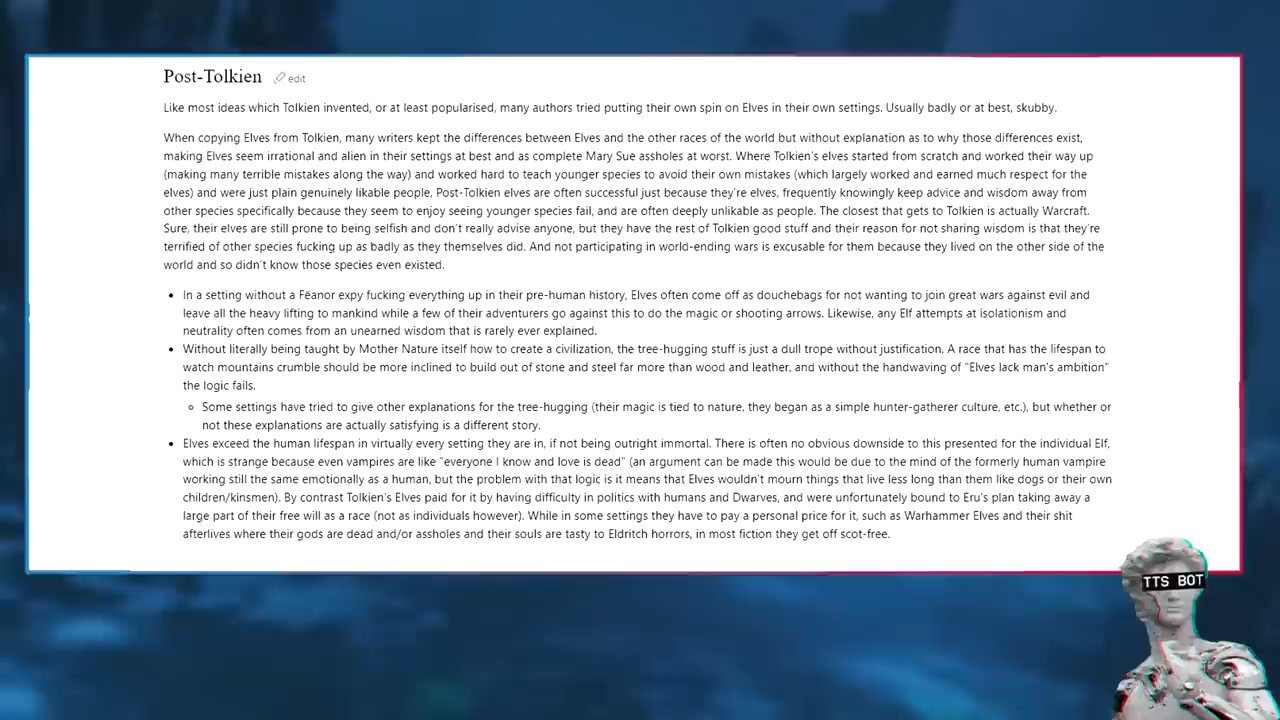 Post-Tolkien edit
Like most ideas which Tolkien invented, or at least popularised, many authors tried putting their own spin on Elves in their own settings. Usually badly or at best, skubby.
When copying Elves from Tolkien, many writers kept the differences between Elves and the other races of the world but without explanation as to why those differences exist,
making Elves seem irrational and alien in their settings at best and as complete Mary Sue assholes at worst. Where Tolkien's elves started from scratch and worked their way up
(making many terrible mistakes along the way) and worked hard to teach younger species to avoid their own mistakes (which largely worked and earned much respect for the
elves) and were just plain genuinely likable people, Post-Tolkien elves are often successful just because they're elves, frequently knowingly keep advice and wisdom away from
other species specifically because they seem to enjoy seeing younger species fail, and are often deeply unlikable as people. The closest that gets to Tolkien is actually Warcraft.
Sure, their elves are still prone to being selfish and don't really advise anyone, but they have the rest of Tolkien good stuff and their reason for not sharing wisdom is that they're
terrified of other species fucking up as badly as they themselves did. And not participating in world-ending wars is excusable for them because they lived on the other side of the
world and so didn't know those species even existed.
• In a setting without a Fëanor expy fucking everything up in their pre-human history, Elves often come off as douchebags for not wanting to join great wars against evil and
leave all the heavy lifting to mankind while a few of their adventurers go against this to do the magic or shooting arrows. Likewise, any Elf attempts at isolationism and
neutrality often comes from an unearned wisdom that is rarely ever explained.
• Without literally being taught by Mother Nature itself how to create a civilization, the tree-hugging stuff is just a dull trope without justification. A race that has the lifespan to
watch mountains crumble should be more inclined to build out of stone and steel far more than wood and leather, and without the handwaving of "Elves lack man's ambition"
the logic fails.
◦ Some settings have tried to give other explanations for the tree-hugging (their magic is tied to nature, they began as a simple hunter-gatherer culture, etc.), but whether or
not these explanations are actually satisfying is a different story.
• Elves exceed the human lifespan in virtually every setting they are in, if not being outright immortal. There is often no obvious downside to this presented for the individual Elf,
which is strange because even vampires are like "everyone I know and love is dead" (an argument can be made this would be due to the mind of the formerly human vampire
working still the same emotionally as a human, but the problem with that logic is it means that Elves wouldn't mourn things that live less long than them like dogs or their own
children/kinsmen). By contrast Tolkien's Elves paid for it by having difficulty in politics with humans and Dwarves, and were unfortunately bound to Eru's plan taking away a
large part of their free will as a race (not as individuals however). While in some settings they have to pay a personal price for it, such as Warhammer Elves and their shit
afterlives where their gods are dead and/or assholes and their souls are tasty to Eldritch horrors, in most fiction they get off scot-free.
TTS BOT